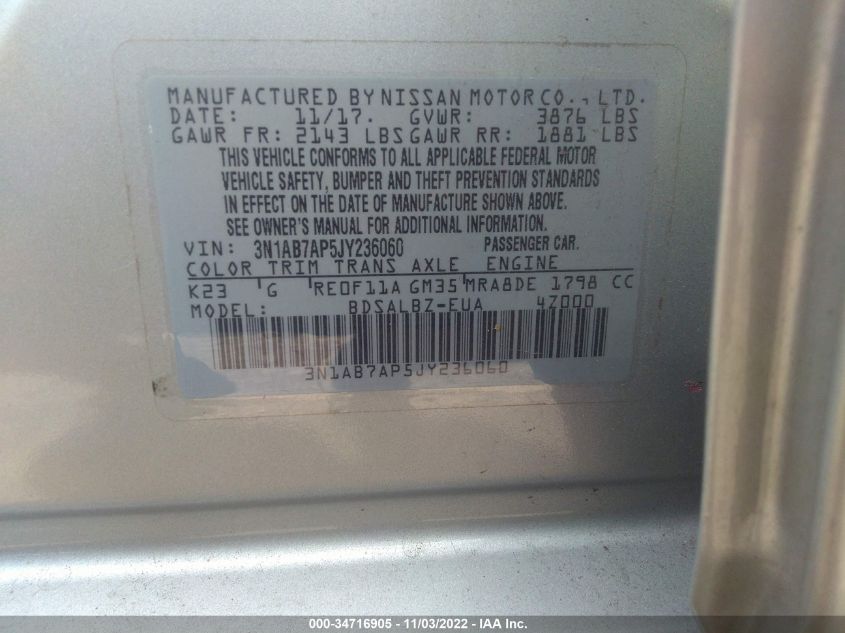 MANUFACTURED BY NISSAN MOTOR CO., LTD.
DATE: 11/17. GVWR: 3876 LBS
GAWR FR: 2143 LBS GAWR RR: 1881 LBS
THIS VEHICLE CONFORMS TO ALL APPLICABLE FEDERAL MOTOR
VEHICLE SAFETY, BUMPER AND THEFT PREVENTION STANDARDS
IN EFFECT ON THE DATE OF MANUFACTURE SHOWN ABOVE.
SEE OWNER'S MANUAL FOR ADDITIONAL INFORMATION.
VIN: 3N1AB7AP5JY236060 PASSENGER CAR.
COLOR TRIM TRANS AXLE ENGINE
K23 G RE0F11A GM35 MRA8DE 1798 CC
MODEL: BDSALBZ-EUA 4Z000
3N1AB7AP5JY236060
000-34716905 - 11/03/2022 - IAA Inc.